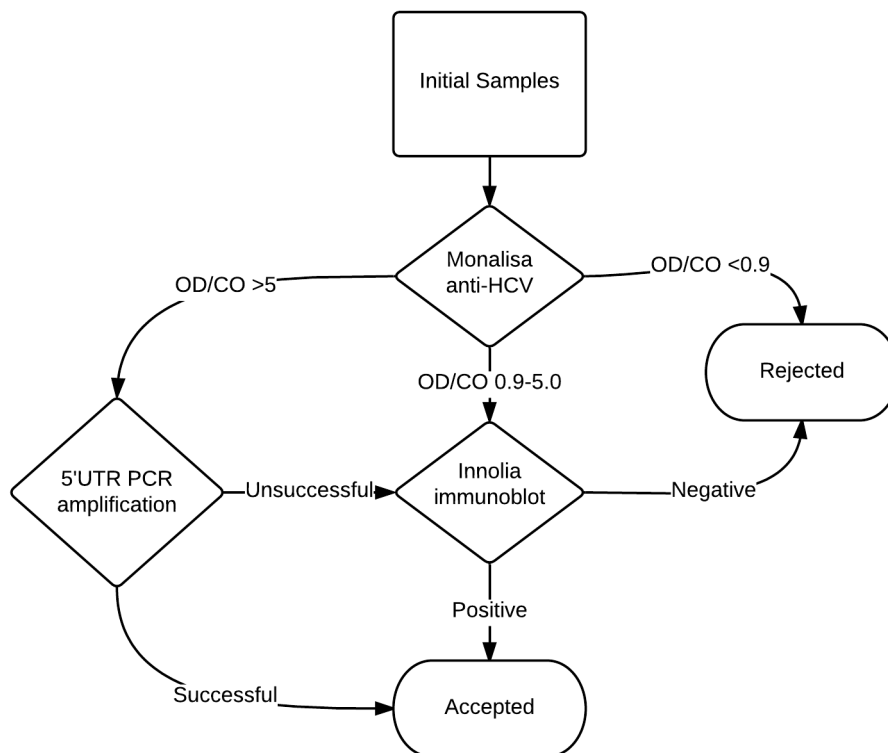 Initial Samples
Monalisa
anti-HCV
OD/CO >5
OD/CO <0.9
OD/CO 0.9-5.0
Rejected
5'UTR PCR
amplification
Unsuccessful
Innolia
immunoblot
Negative
Positive
Successful
Accepted